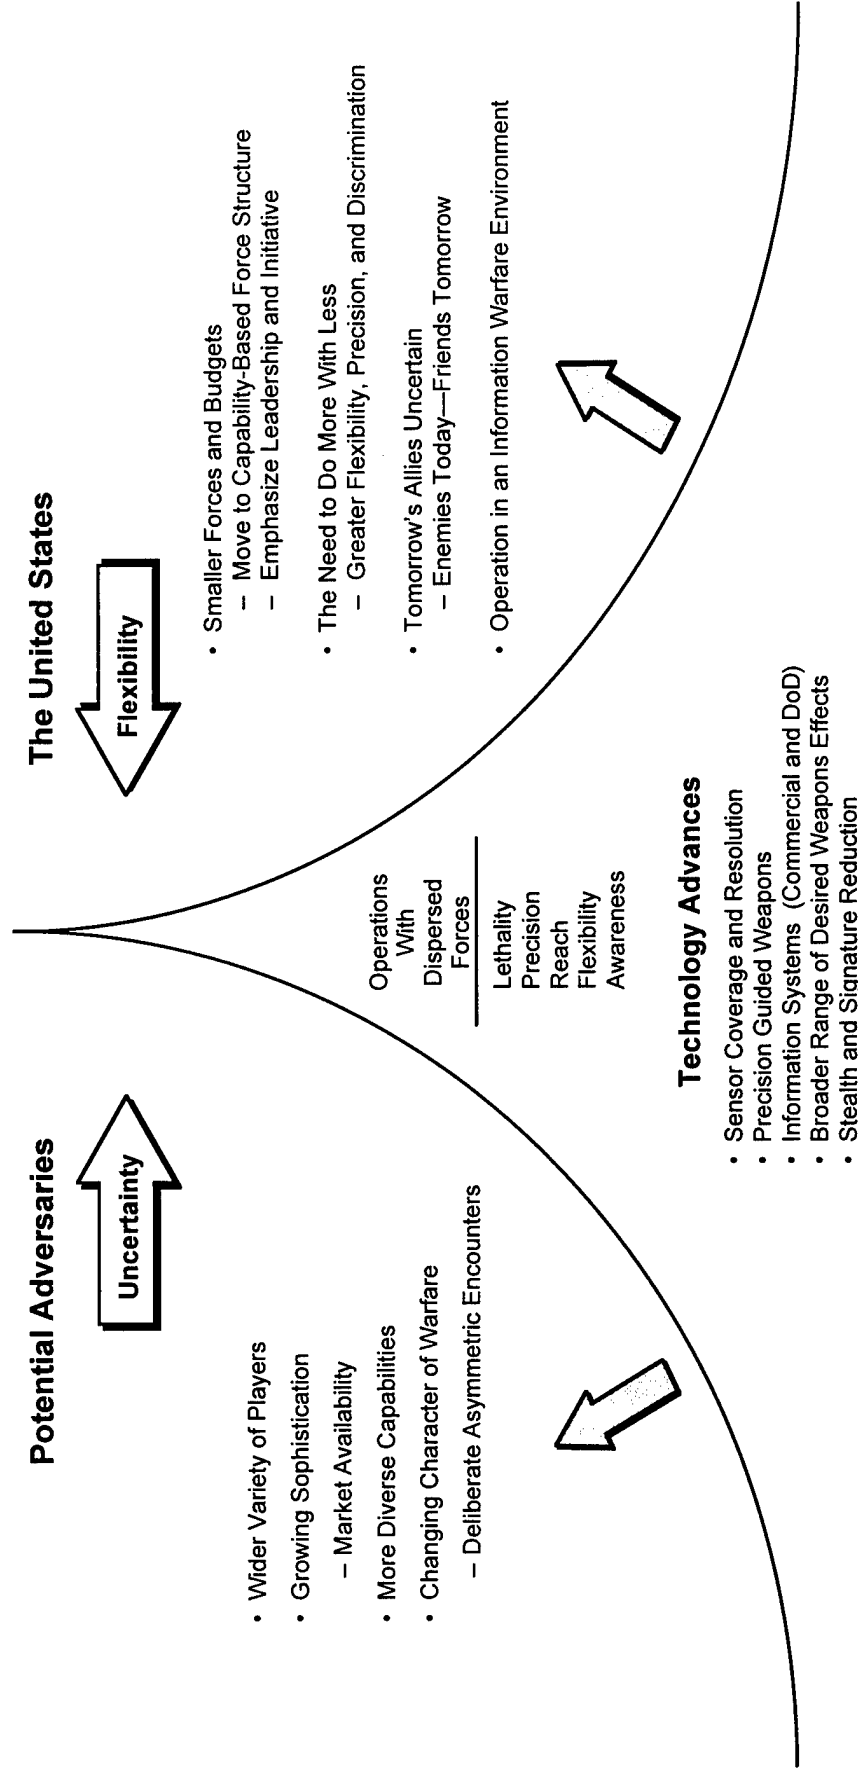 Potential Adversaries
Uncertainty
• Wider Variety of Players
• Growing Sophistication
– Market Availability
• More Diverse Capabilities
• Changing Character of Warfare
– Deliberate Asymmetric Encounters
The United States
Flexibility
• Smaller Forces and Budgets
– Move to Capability-Based Force Structure
– Emphasize Leadership and Initiative
• The Need to Do More With Less
– Greater Flexibility, Precision, and Discrimination
• Tomorrow's Allies Uncertain
– Enemies Today—Friends Tomorrow
• Operation in an Information Warfare Environment
Operations
With
Dispersed
Forces
Lethality
Precision
Reach
Flexibility
Awareness
Technology Advances
• Sensor Coverage and Resolution
• Precision Guided Weapons
• Information Systems (Commercial and DoD)
• Broader Range of Desired Weapons Effects
• Stealth and Signature Reduction